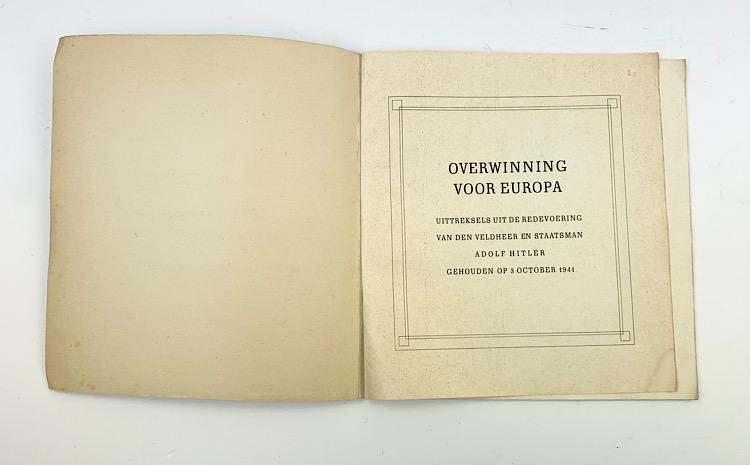 OVERWINNING
VOOR EUROPA
UITTREKSELS UIT DE REDEVOERING
VAN DEN VELDHEER EN STAATSMAN
ADOLF HITLER
GEHOUDEN OP 3 OCTOBER 1941